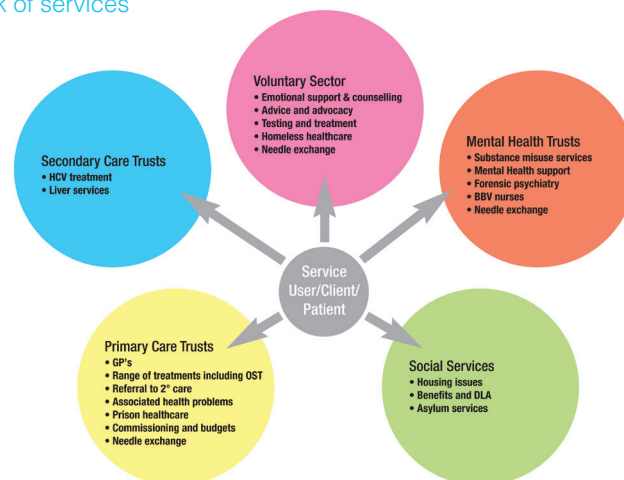 k of services
Voluntary Sector
• Emotional support & counselling
• Advice and advocacy
• Testing and treatment
• Homeless healthcare
• Needle exchange
Secondary Care Trusts
• HCV treatment
• Liver services
Mental Health Trusts
• Substance misuse services
• Mental Health support
• Forensic psychiatry
• BBV nurses
• Needle exchange
Service
User/Client/
Patient
Primary Care Trusts
• GP's
• Range of treatments including OST
• Referral to 2° care
• Associated health problems
• Prison healthcare
• Commissioning and budgets
• Needle exchange
Social Services
• Housing issues
• Benefits and DLA
• Asylum services